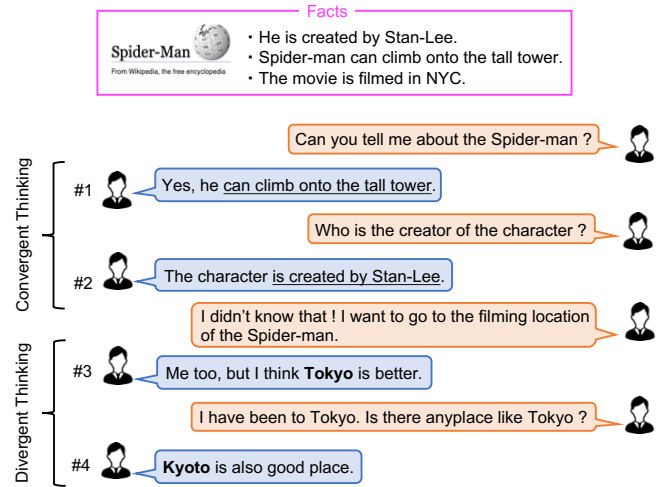 Facts
Spider-Man
From Wikipedia, the free encyclopedia
・He is created by Stan-Lee.
・Spider-man can climb onto the tall tower.
・The movie is filmed in NYC.
Can you tell me about the Spider-man ?
Convergent Thinking
#1
Yes, he can climb onto the tall tower.
Who is the creator of the character ?
#2
The character is created by Stan-Lee.
I didn't know that ! I want to go to the filming location
of the Spider-man.
Divergent Thinking
#3
Me too, but I think Tokyo is better.
I have been to Tokyo. Is there anyplace like Tokyo ?
#4
Kyoto is also good place.